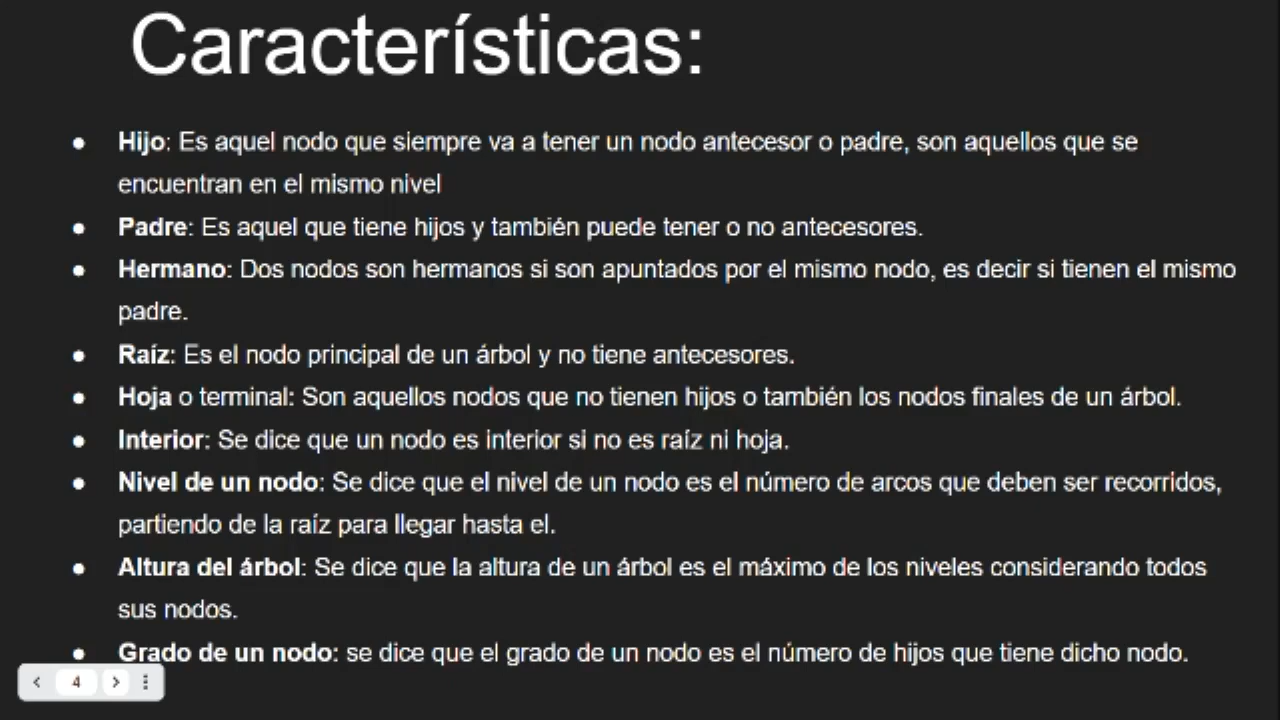 Características:
● Hijo: Es aquel nodo que siempre va a tener un nodo antecesor o padre, son aquellos que se
encuentran en el mismo nivel
● Padre: Es aquel que tiene hijos y también puede tener o no antecesores.
● Hermano: Dos nodos son hermanos si son apuntados por el mismo nodo, es decir si tienen el mismo
padre.
● Raíz: Es el nodo principal de un árbol y no tiene antecesores.
● Hoja o terminal: Son aquellos nodos que no tienen hijos o también los nodos finales de un árbol.
● Interior: Se dice que un nodo es interior si no es raíz ni hoja.
● Nivel de un nodo: Se dice que el nivel de un nodo es el número de arcos que deben ser recorridos,
partiendo de la raíz para llegar hasta el.
● Altura del árbol: Se dice que la altura de un árbol es el máximo de los niveles considerando todos
sus nodos.
● Grado de un nodo: se dice que el grado de un nodo es el número de hijos que tiene dicho nodo.
4